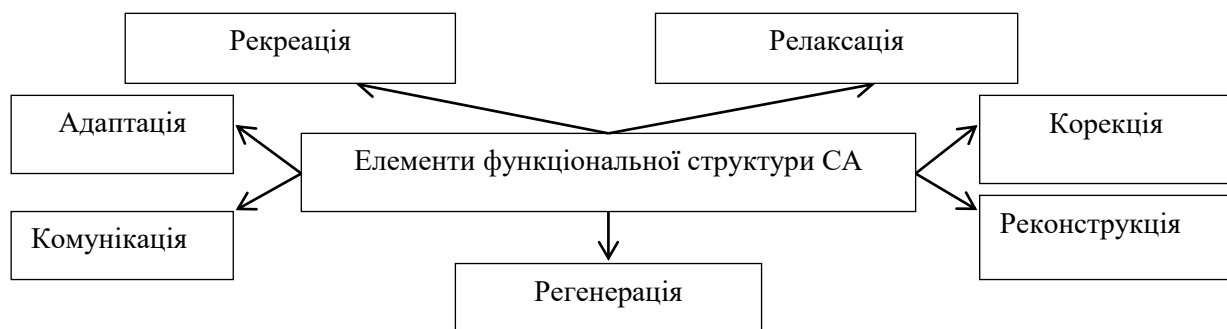 Рекреація
Релаксація
Адаптація
Корекція
Елементи функціональної структури СА
Комунікація
Реконструкція
Регенерація